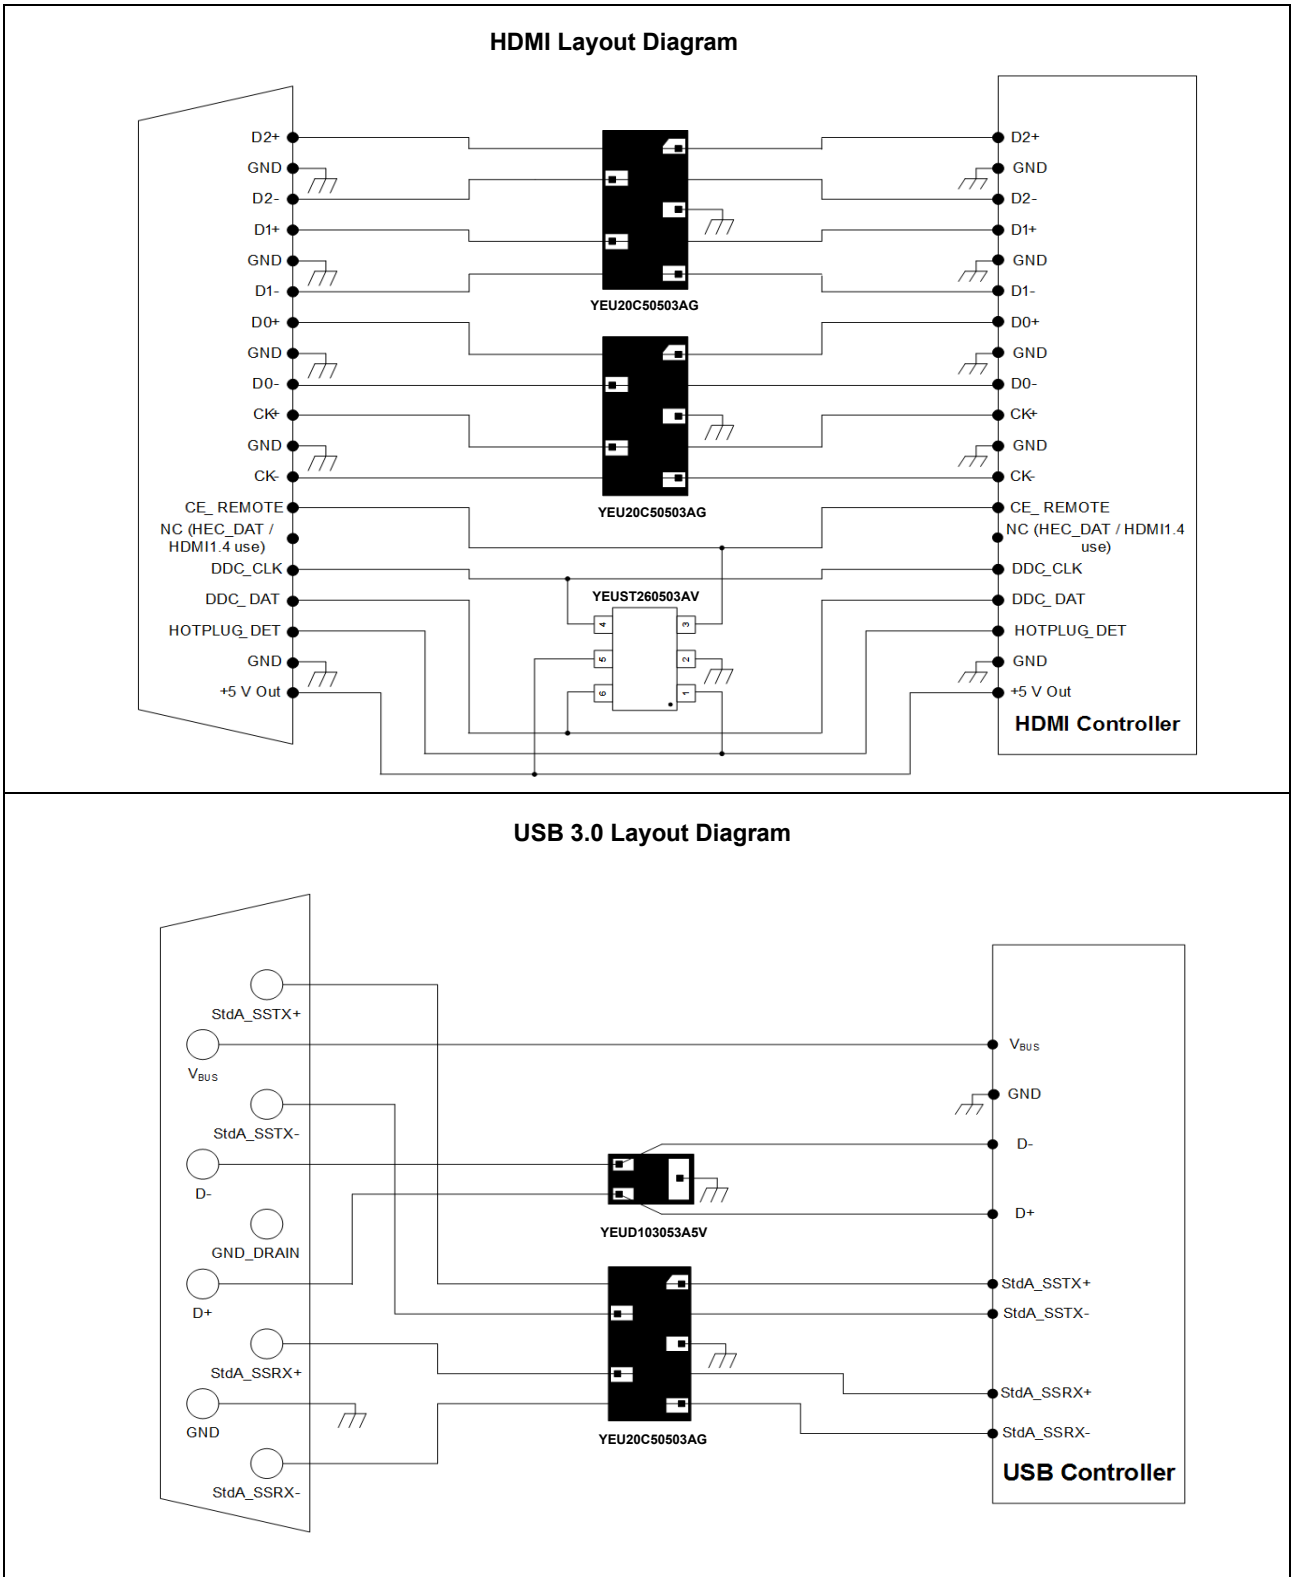 HDMI Layout Diagram
D2+
GND
D2-
D1+
GND
D1-
D0+
GND
D0-
CK+
GND
CK-
CE_ REMOTE
NC (HEC_DAT /
HDMI1.4 use)
DDC_CLK
DDC_ DAT
HOTPLUG_DET
GND
+5 V Out
YEU20C50503AG
YEU20C50503AG
YEUST260503AV
4
3
5
2
6
1
D2+
GND
D2-
D1+
GND
D1-
D0+
GND
D0-
CK+
GND
CK-
CE_ REMOTE
NC (HEC_DAT / HDMI1.4
use)
DDC_CLK
DDC_ DAT
HOTPLUG_DET
GND
+5 V Out
HDMI Controller
USB 3.0 Layout Diagram
StdA_SSTX+
VBUS
StdA_SSTX-
D-
GND_DRAIN
D+
StdA_SSRX+
GND
StdA_SSRX-
YEUD103053A5V
YEU20C50503AG
VBUS
GND
D-
D+
StdA_SSTX+
StdA_SSTX-
StdA_SSRX+
StdA_SSRX-
USB Controller